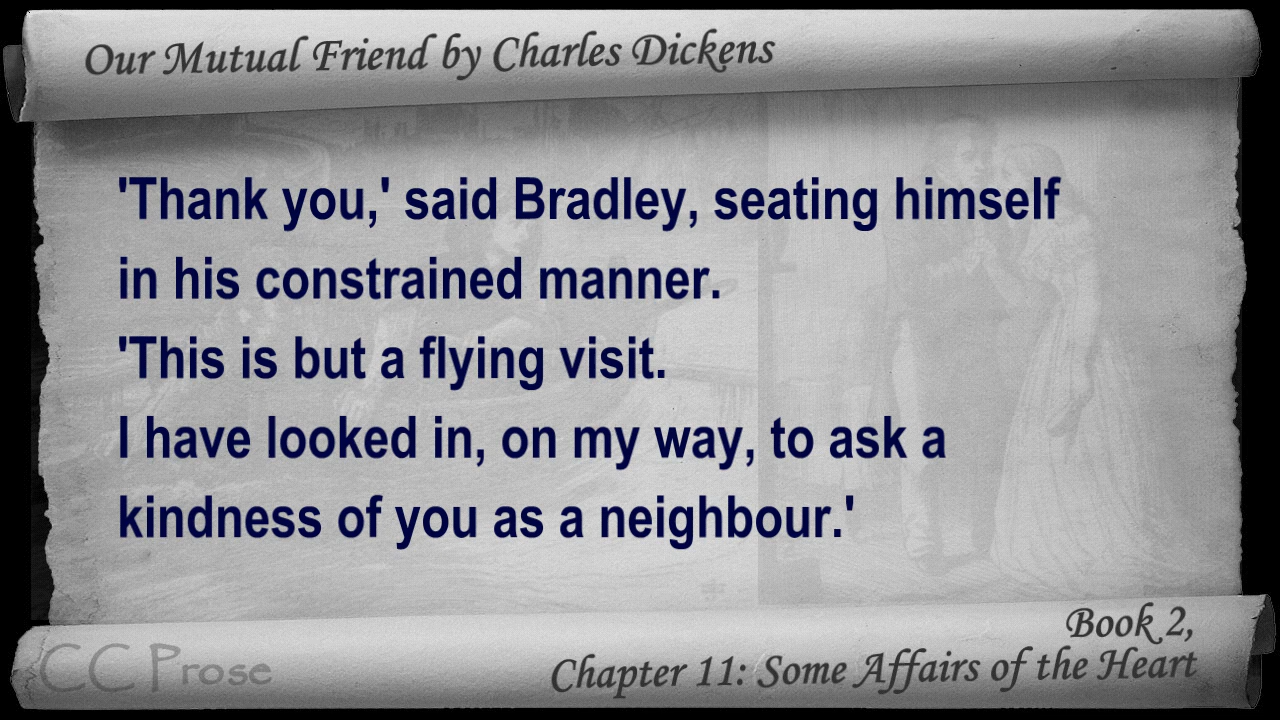 Our Mutual Friend by Charles Dickens
'Thank you,' said Bradley, seating himself
in his constrained manner.
'This is but a flying visit.
I have looked in, on my way, to ask a
kindness of you as a neighbour.'
Book 2,
Chapter 11: Some Affairs of the Heart
CC Prose